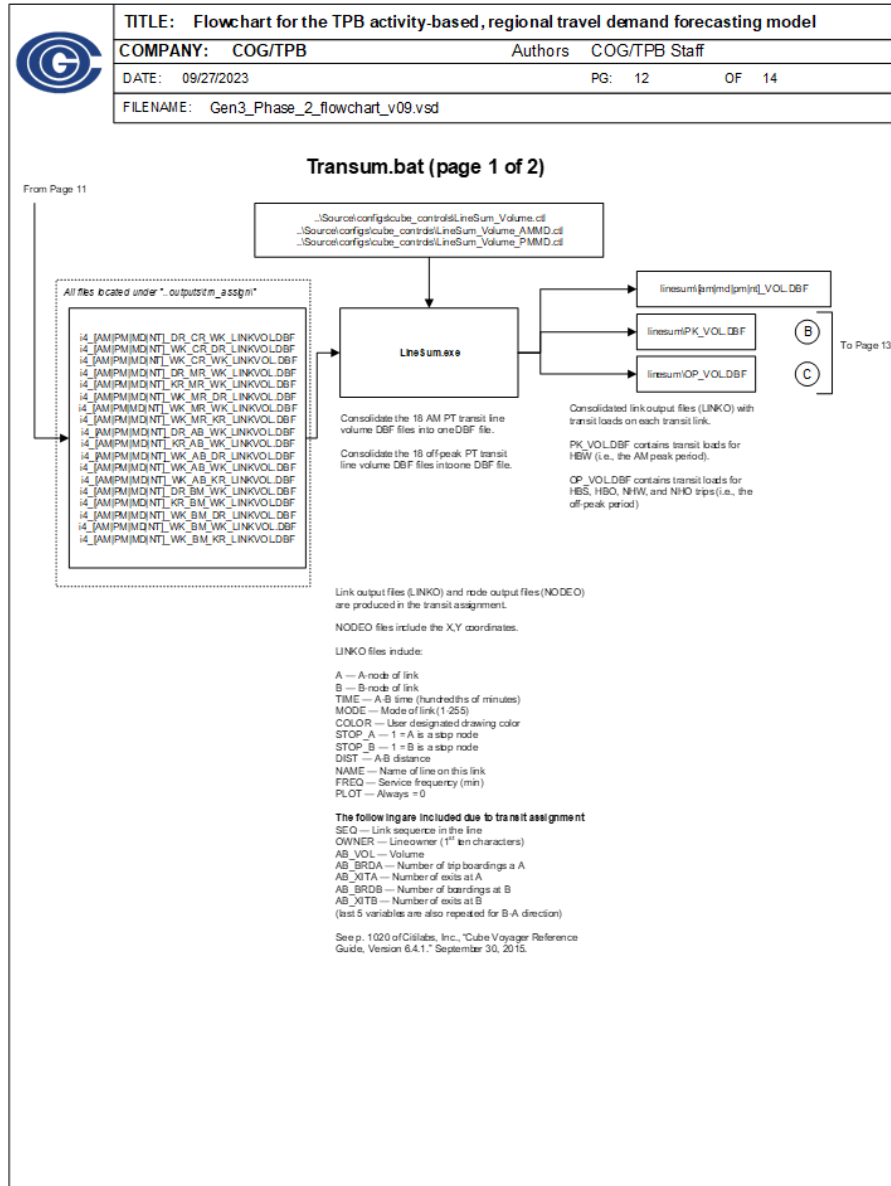 TITLE: Flowchart for the TPB activity-based, regional travel demand forecasting model
COMPANY: COG/TPB Authors COG/TPB Staff
DATE: 09/27/2023 PG: 12 OF 14
FILENAME: Gen3_Phase_2_flowchart_v09.vsd
Transum.bat (page 1 of 2)
From Page 11
..\Source\configs\cube_controls\LineSum_Volume.ctl
..\Source\configs\cube_controls\LineSum_Volume_AMMD.ctl
..\Source\configs\cube_controls\LineSum_Volume_PMMD.ctl
All files located under "..outputs\trn_assign\"
i4_[AM|PM|MD|NT]_DR_CR_WK_LINKVOL.DBF
i4_[AM|PM|MD|NT]_WK_CR_DR_LINKVOL.DBF
i4_[AM|PM|MD|NT]_WK_CR_WK_LINKVOL.DBF
i4_[AM|PM|MD|NT]_DR_MR_WK_LINKVOL.DBF
i4_[AM|PM|MD|NT]_KR_MR_WK_LINKVOL.DBF
i4_[AM|PM|MD|NT]_WK_MR_DR_LINKVOL.DBF
i4_[AM|PM|MD|NT]_WK_MR_WK_LINKVOL.DBF
i4_[AM|PM|MD|NT]_WK_MR_KR_LINKVOL.DBF
i4_[AM|PM|MD|NT]_DR_AB_WK_LINKVOL.DBF
i4_[AM|PM|MD|NT]_KR_AB_WK_LINKVOL.DBF
i4_[AM|PM|MD|NT]_WK_AB_DR_LINKVOL.DBF
i4_[AM|PM|MD|NT]_WK_AB_WK_LINKVOL.DBF
i4_[AM|PM|MD|NT]_WK_AB_KR_LINKVOL.DBF
i4_[AM|PM|MD|NT]_DR_BM_WK_LINKVOL.DBF
i4_[AM|PM|MD|NT]_KR_BM_WK_LINKVOL.DBF
i4_[AM|PM|MD|NT]_WK_BM_DR_LINKVOL.DBF
i4_[AM|PM|MD|NT]_WK_BM_WK_LINKVOL.DBF
i4_[AM|PM|MD|NT]_WK_BM_KR_LINKVOL.DBF
LineSum.exe
linesum\[am|md|pm|nt]_VOL.DBF
linesum\PK_VOL.DBF
B
To Page 13
linesum\OP_VOL.DBF
C
Consolidate the 18 AM PT transit line
volume DBF files into one DBF file.
Consolidate the 18 off-peak PT transit
line volume DBF files into one DBF file.
Consolidated link output files (LINKO) with
transit loads on each transit link.
PK_VOL.DBF contains transit loads for
HBW (i.e., the AM peak period).
OP_VOL.DBF contains transit loads for
HBS, HBO, NHW, and NHO trips (i.e., the
off-peak period)
Link output files (LINKO) and node output files (NODEO)
are produced in the transit assignment.
NODEO files include the X,Y coordinates.
LINKO files include:
A — A-node of link
B — B-node of link
TIME — A-B time (hundredths of minutes)
MODE — Mode of link (1-255)
COLOR — User designated drawing color
STOP_A — 1 = A is a stop node
STOP_B — 1 = B is a stop node
DIST — A-B distance
NAME — Name of line on this link
FREQ — Service frequency (min)
PLOT — Always = 0
The following are included due to transit assignment
SEQ — Link sequence in the line
OWNER — Line owner (1st ten characters)
AB_VOL — Volume
AB_BRDA — Number of trip boardings a A
AB_XITA — Number of exits at A
AB_BRDB — Number of boardings at B
AB_XITB — Number of exits at B
(last 5 variables are also repeated for B-A direction)
See p. 1020 of Citilabs, Inc., "Cube Voyager Reference
Guide, Version 6.4.1." September 30, 2015.